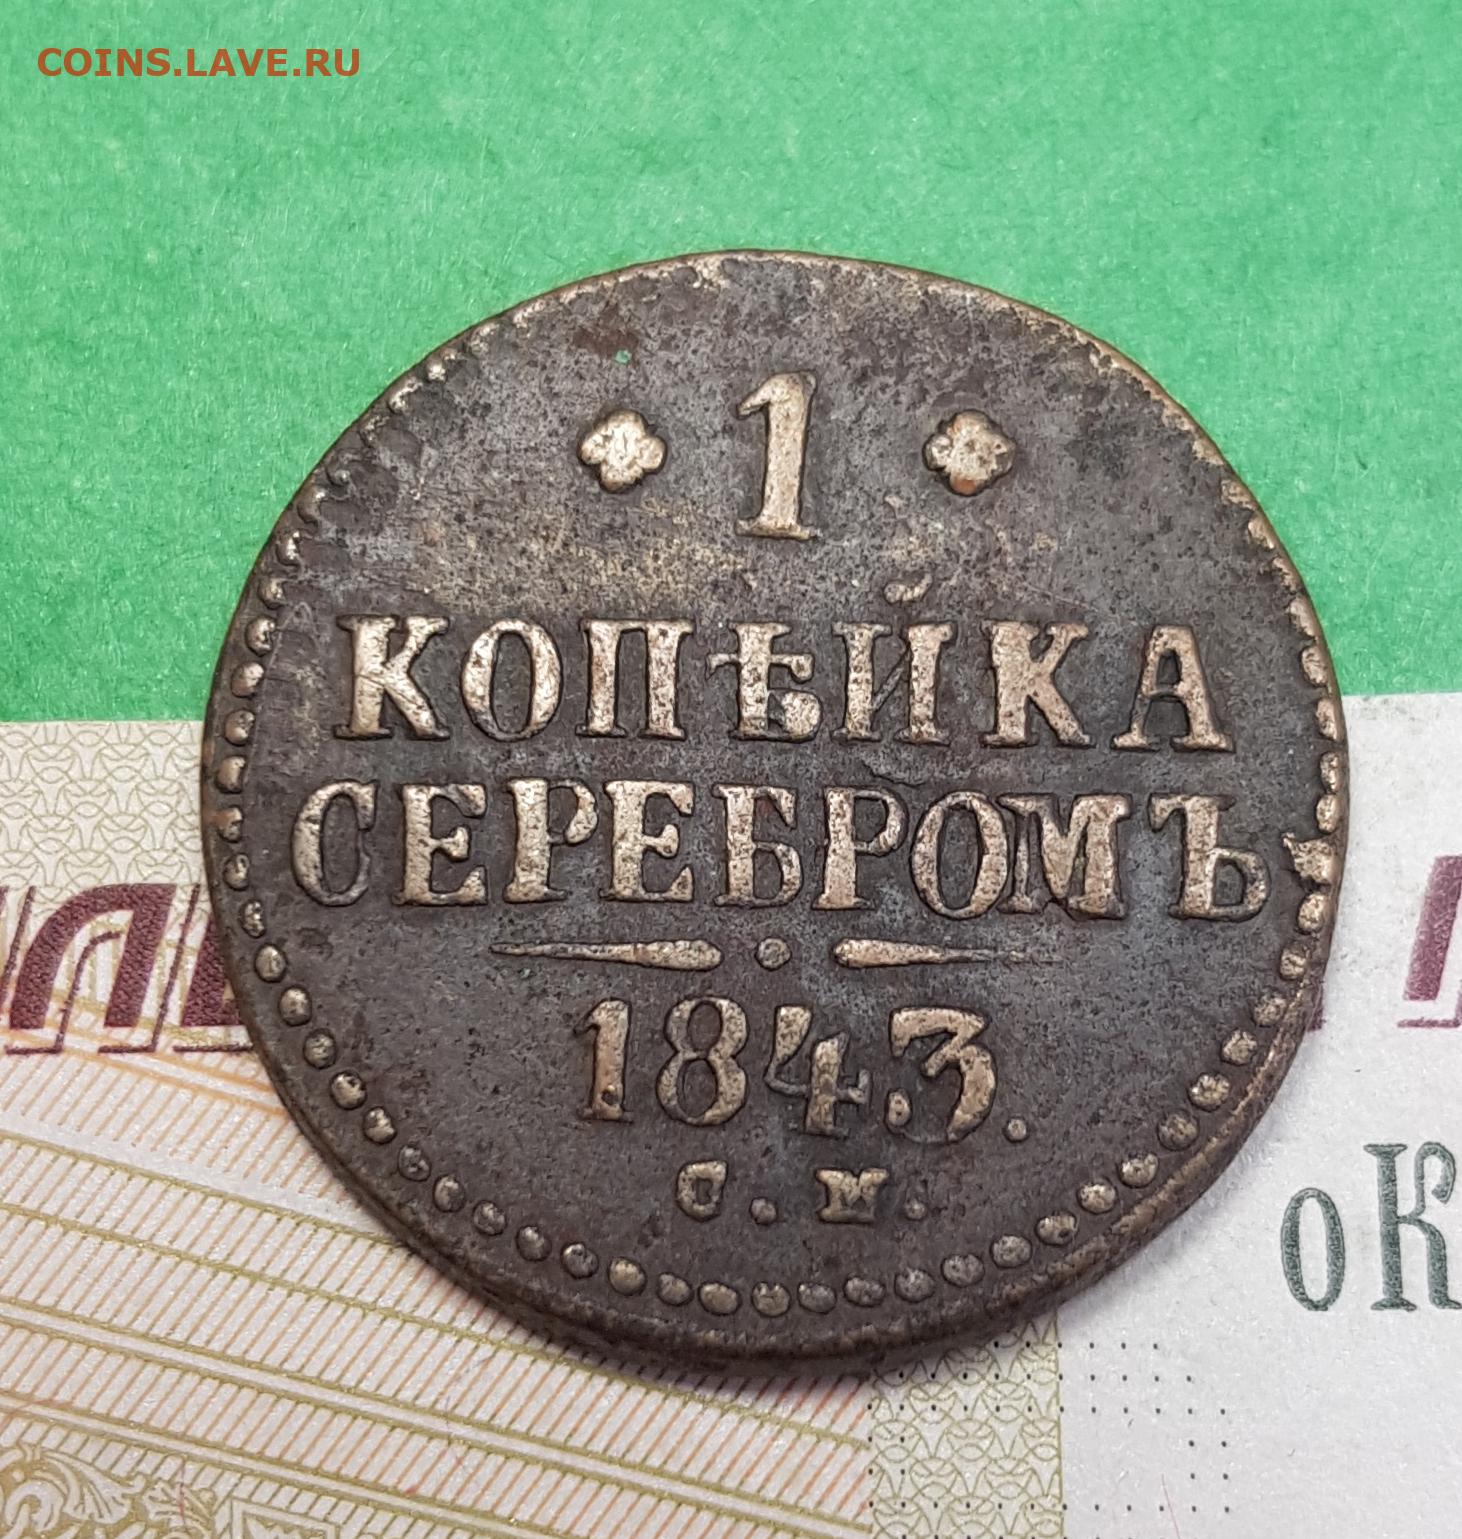 COINS.LAVE.RU
1
КОПѢЙКА
СЕРЕБРОМЪ
1843.
С. М.